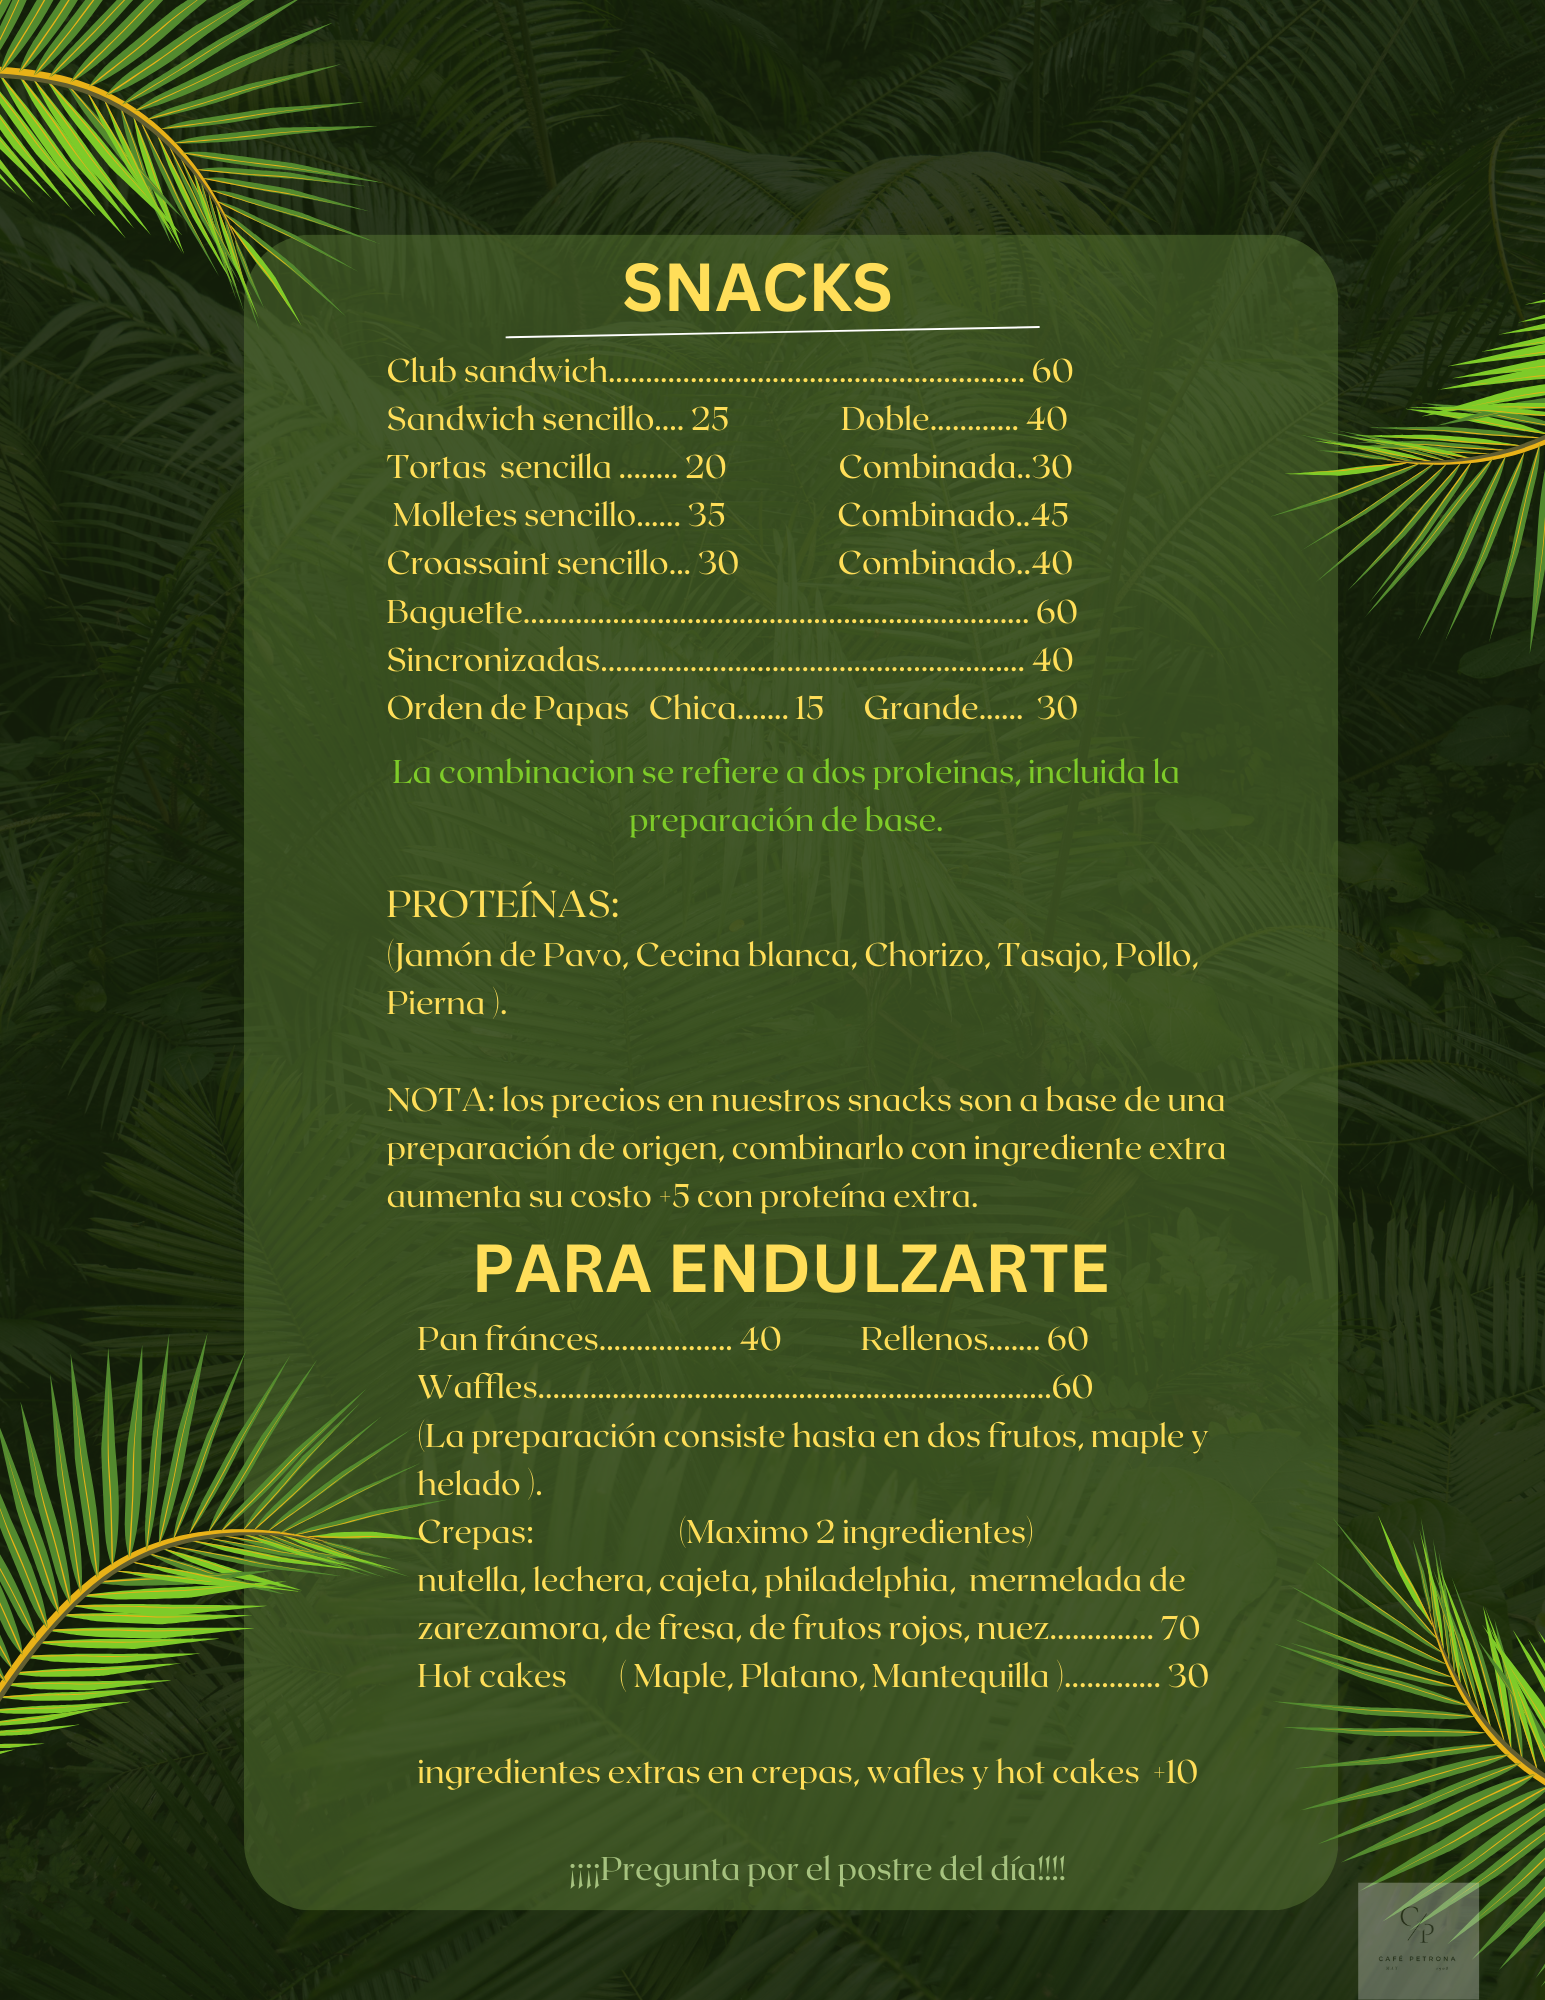 SNACKS
Club sandwich........................................................ 60
Sandwich sencillo.... 25 Doble............ 40
Tortas sencilla ........ 20 Combinada..30
Molletes sencillo...... 35 Combinado..45
Croassaint sencillo... 30 Combinado..40
Baguette.................................................................... 60
Sincronizadas......................................................... 40
Orden de Papas Chica....... 15 Grande...... 30
La combinacion se refiere a dos proteinas, incluida la
preparación de base.
PROTEÍNAS:
(Jamón de Pavo, Cecina blanca, Chorizo, Tasajo, Pollo,
Pierna ).
NOTA: los precios en nuestros snacks son a base de una
preparación de origen, combinarlo con ingrediente extra
aumenta su costo +5 con proteína extra.
PARA ENDULZARTE
Pan fránces.................. 40 Rellenos....... 60
Waffles.....................................................................60
(La preparación consiste hasta en dos frutos, maple y
helado ).
Crepas: (Maximo 2 ingredientes)
nutella, lechera, cajeta, philadelphia, mermelada de
zarezamora, de fresa, de frutos rojos, nuez.............. 70
Hot cakes ( Maple, Platano, Mantequilla )............. 30
ingredientes extras en crepas, wafles y hot cakes +10
¡¡¡¡Pregunta por el postre del día!!!!
C P
CAFÉ PETRONA